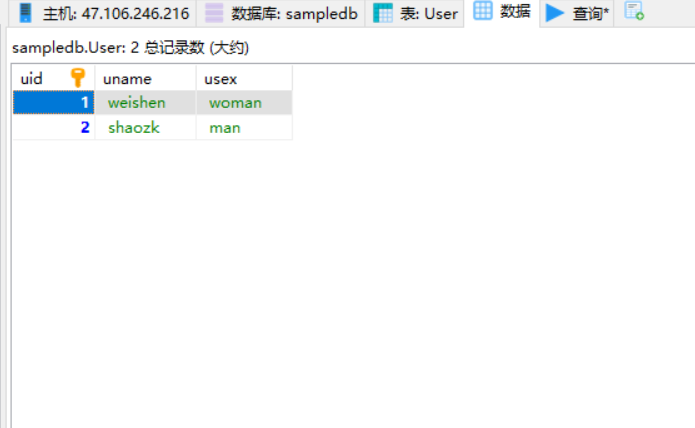 主机: 47.106.246.216 数据库: sampledb 表: User 数据 查询*
sampledb.User: 2 总记录数 (大约)
uid uname usex
1 weishen woman
2 shaozk man